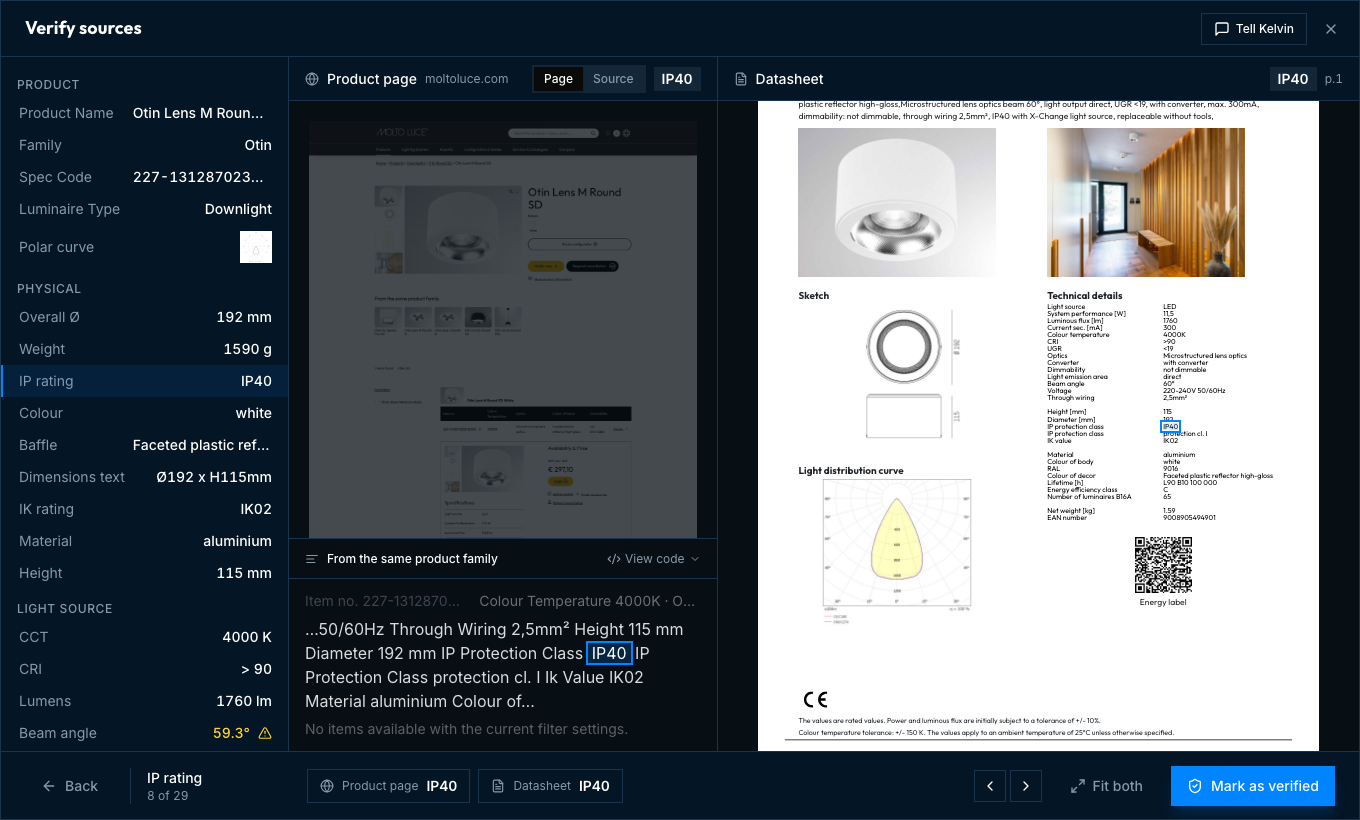 Verify sources
Tell Kelvin
PRODUCT
Product Name Otin Lens M Roun...
Family Otin
Spec Code 227-131287023...
Luminaire Type Downlight
Polar curve
PHYSICAL
Overall Ø 192 mm
Weight 1590 g
IP rating IP40
Colour white
Baffle Faceted plastic ref...
Dimensions text Ø192 x H115mm
IK rating IK02
Material aluminium
Height 115 mm
LIGHT SOURCE
CCT 4000 K
CRI > 90
Lumens 1760 lm
Beam angle 59.3°
Product page moltoluce.com Page Source IP40
MOLTO LUCE
Otin Lens M Round
SD
From the same product family
€ 297,10
Specifications
From the same product family View code
Item no. 227-1312870... Colour Temperature 4000K · O...
...50/60Hz Through Wiring 2,5mm² Height 115 mm
Diameter 192 mm IP Protection Class IP40 IP
Protection Class protection cl. I Ik Value IK02
Material aluminium Colour of...
No items available with the current filter settings.
Datasheet IP40 p.1
plastic reflector high-gloss,Microstructured lens optics beam 60°, light output direct, UGR <19, with converter, max. 300mA,
dimmability: not dimmable, through wiring 2,5mm², IP40 with X-Change light source, replaceable without tools,
Sketch
Ø 192
115
Light distribution curve
Technical details
Light source LED
System performance [W] 11,5
Luminous flux [lm] 1760
Current sec. [mA] 300
Colour temperature 4000K
CRI >90
UGR <19
Optics Microstructured lens optics
Converter with converter
Dimmability not dimmable
Light emission area direct
Beam angle 60°
Voltage 220-240V 50/60Hz
Through wiring 2,5mm²
Height [mm] 115
Diameter [mm] 192
IP protection class IP40
IP protection class protection cl. I
IK value IK02
Material aluminium
Colour of body white
RAL 9016
Colour of decor Faceted plastic reflector high-gloss
Lifetime [h] L90 B10 100 000
Energy efficiency class C
Number of luminaires B16A 65
Net weight [kg] 1.59
EAN number 9008905494901
Energy label
CE
The values are rated values. Power and luminous flux are initially subject to a tolerance of +/- 10%.
Colour temperature tolerance: +/- 150 K. The values apply to an ambient temperature of 25°C unless otherwise specified.
Back
IP rating
8 of 29
Product page IP40
Datasheet IP40
Fit both
Mark as verified